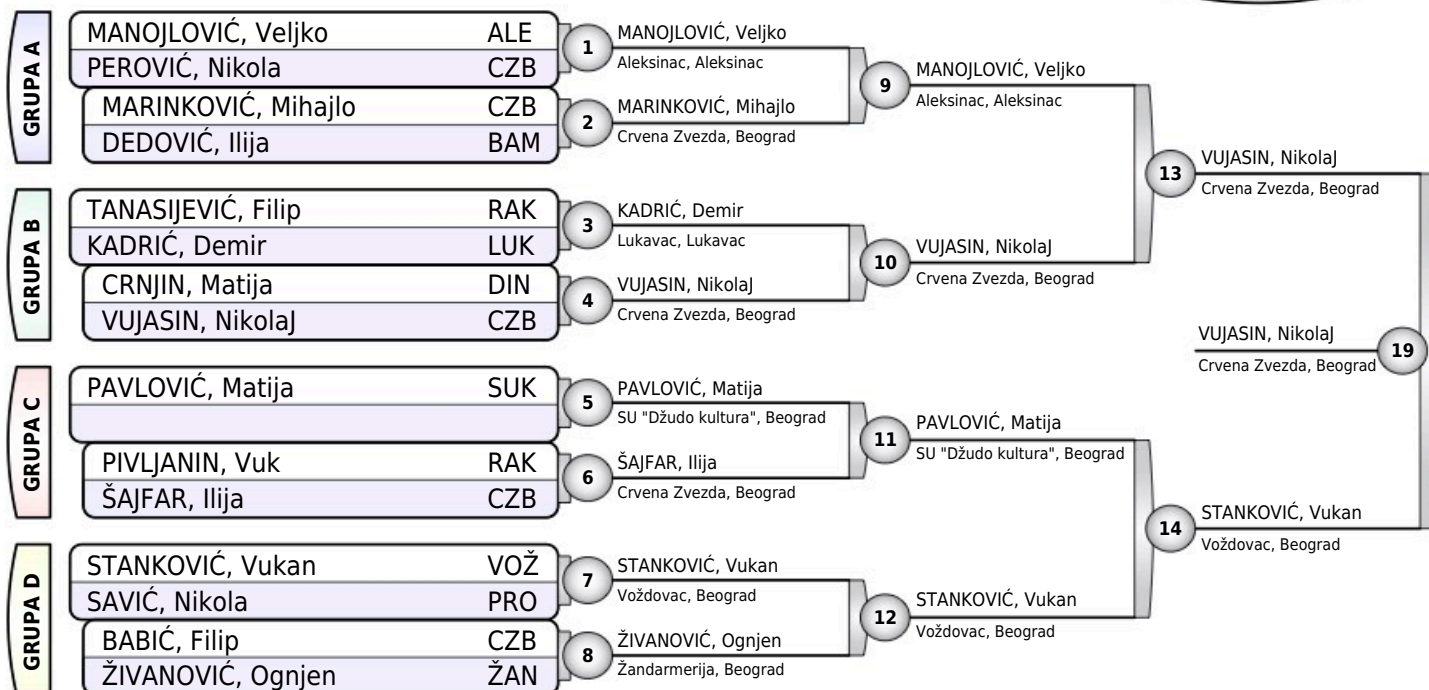 GRUPA A
MANOJLOVIĆ, Veljko ALE
PEROVIĆ, Nikola CZB
MARINKOVIĆ, Mihajlo CZB
DEDOVIĆ, Ilija BAM
1
MANOJLOVIĆ, Veljko
Aleksinac, Aleksinac
2
MARINKOVIĆ, Mihajlo
Crvena Zvezda, Beograd
9
MANOJLOVIĆ, Veljko
Aleksinac, Aleksinac
GRUPA B
TANASIJEVIĆ, Filip RAK
KADRIĆ, Demir LUK
CRNJIN, Matija DIN
VUJASIN, NikolaJ CZB
3
KADRIĆ, Demir
Lukavac, Lukavac
4
VUJASIN, NikolaJ
Crvena Zvezda, Beograd
10
VUJASIN, NikolaJ
Crvena Zvezda, Beograd
13
VUJASIN, NikolaJ
Crvena Zvezda, Beograd
GRUPA C
PAVLOVIĆ, Matija SUK
PIVLJANIN, Vuk RAK
ŠAJFAR, Ilija CZB
5
PAVLOVIĆ, Matija
SU "Džudo kultura", Beograd
6
ŠAJFAR, Ilija
Crvena Zvezda, Beograd
11
PAVLOVIĆ, Matija
SU "Džudo kultura", Beograd
GRUPA D
STANKOVIĆ, Vukan VOŽ
SAVIĆ, Nikola PRO
BABIĆ, Filip CZB
ŽIVANOVIĆ, Ognjen ŽAN
7
STANKOVIĆ, Vukan
Voždovac, Beograd
8
ŽIVANOVIĆ, Ognjen
Žandarmerija, Beograd
12
STANKOVIĆ, Vukan
Voždovac, Beograd
14
STANKOVIĆ, Vukan
Voždovac, Beograd
VUJASIN, NikolaJ
Crvena Zvezda, Beograd
19